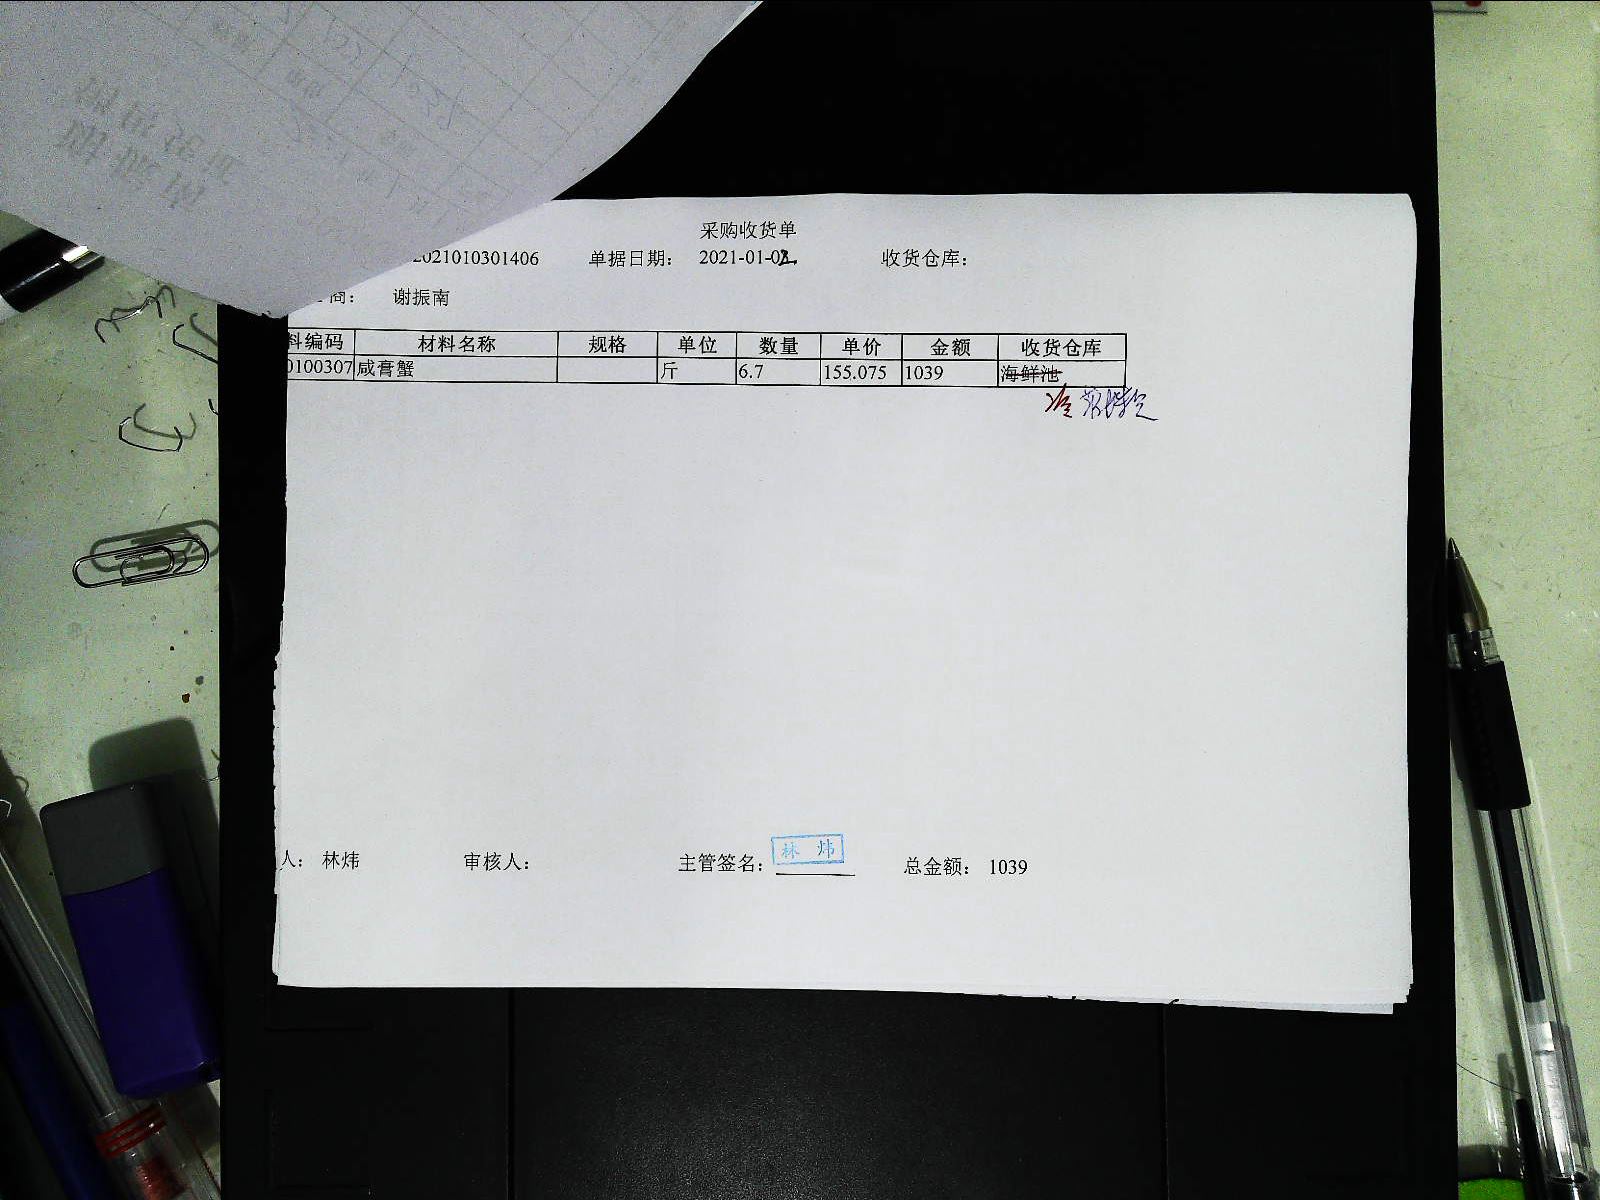 采购收货单
2021010301406 单据日期: 2021-01-02 收货仓库:
商: 谢振南
料编码 材料名称 规格 单位 数量 单价 金额 收货仓库
0100307 咸膏蟹 斤 6.7 155.075 1039 海鲜池
人: 林炜 审核人: 主管签名: 林炜 总金额: 1039